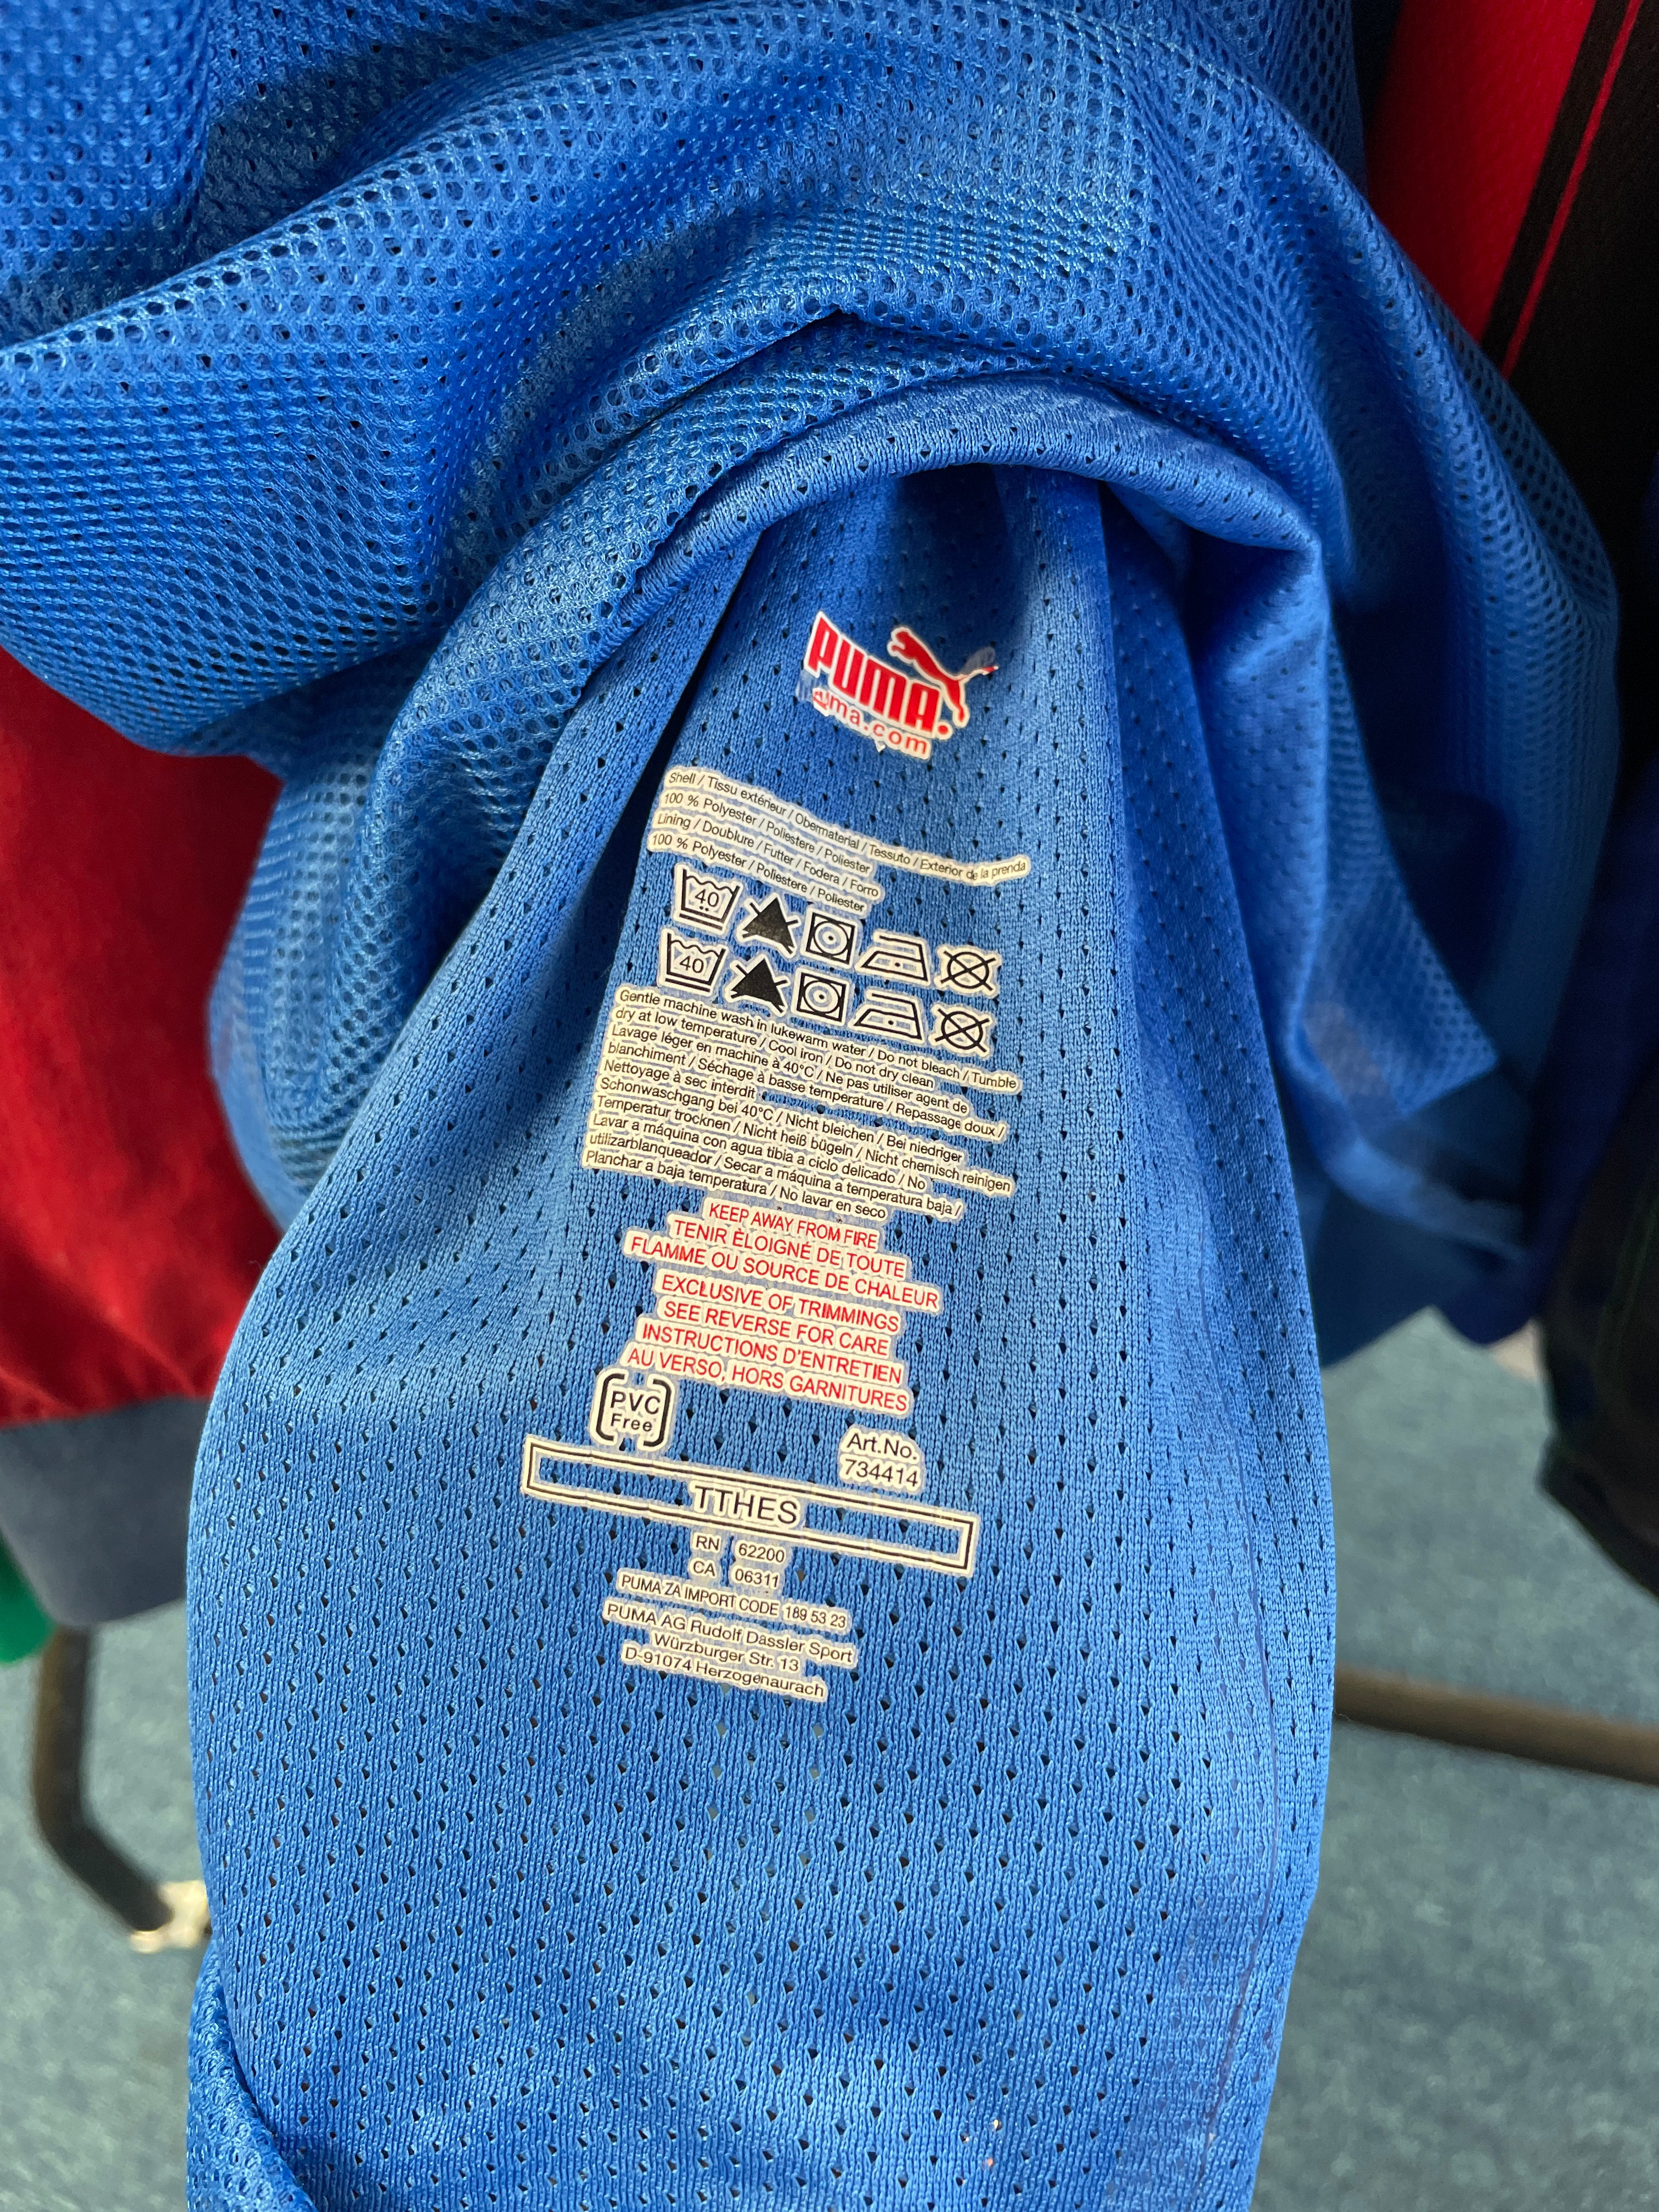 PUMA.
puma.com
Shell / Tissu extérieur / Obermaterial / Tessuto / Exterior de la prenda
100 % Polyester / Poliestere / Poliester
Lining / Doublure / Futter / Fodera / Forro
100 % Polyester / Poliestere / Poliester
40
40
Gentle machine wash in lukewarm water / Do not bleach / Tumble
dry at low temperature / Cool iron / Do not dry clean
Lavage léger en machine à 40°C / Ne pas utiliser agent de
blanchiment / Séchage à basse temperature / Repassage doux /
Nettoyage à sec interdit
Schonwaschgang bei 40°C / Nicht bleichen / Bei niedriger
Temperatur trocknen / Nicht heiß bügeln / Nicht chemisch reinigen
Lavar a máquina con agua tibia a ciclo delicado / No
utilizarblanqueador / Secar a máquina a temperatura baja /
Planchar a baja temperatura / No lavar en seco
KEEP AWAY FROM FIRE
TENIR ÈLOIGNÉ DE TOUTE
FLAMME OU SOURCE DE CHALEUR
EXCLUSIVE OF TRIMMINGS
SEE REVERSE FOR CARE
INSTRUCTIONS D'ENTRETIEN
AU VERSO, HORS GARNITURES
PVC
Free
Art.No.
734414
TTHES
RN 62200
CA 06311
PUMA ZA IMPORT CODE 189 53 23
PUMA AG Rudolf Dassler Sport
Würzburger Str. 13
D-91074 Herzogenaurach